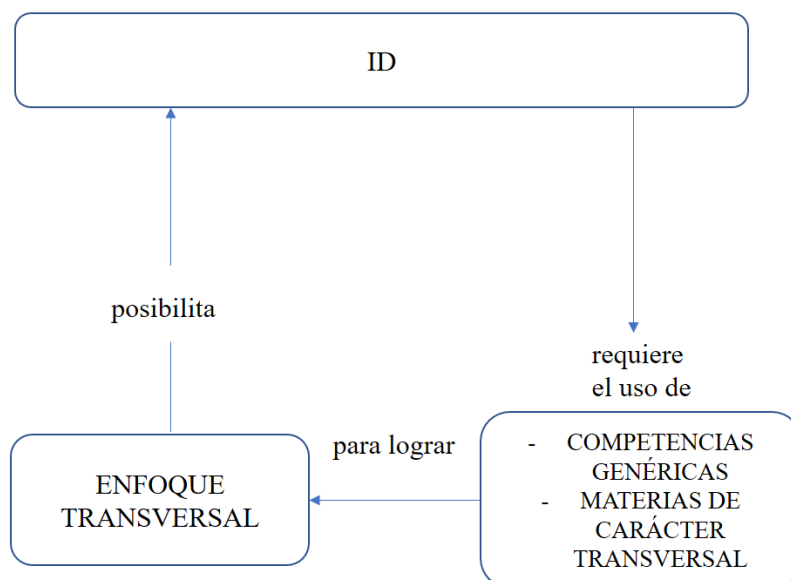 ID
posibilita
requiere
el uso de
para lograr
- COMPETENCIAS
GENÉRICAS
- MATERIAS DE
CARÁCTER
TRANSVERSAL
ENFOQUE
TRANSVERSAL